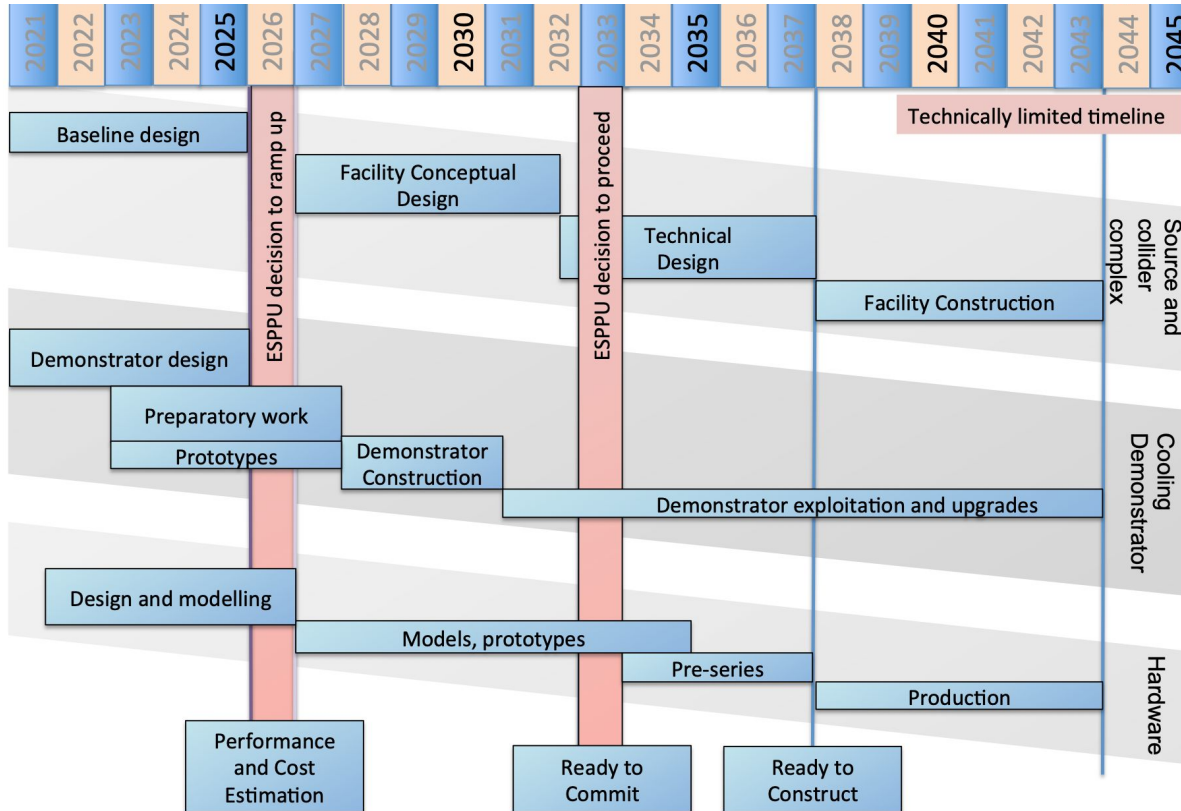 2021 2022 2023 2024 2025 2026 2027 2028 2029 2030 2031 2032 2033 2034 2035 2036 2037 2038 2039 2040 2041 2042 2043 2044 2045
Technically limited timeline
Baseline design
ESPPU decision to ramp up
Facility Conceptual
Design
ESPPU decision to proceed
Technical
Design
Facility Construction
Source and
collider
complex
Demonstrator design
Preparatory work
Prototypes
Demonstrator
Construction
Demonstrator exploitation and upgrades
Cooling
Demonstrator
Design and modelling
Models, prototypes
Pre-series
Production
Hardware
Performance
and Cost
Estimation
Ready to
Commit
Ready to
Construct